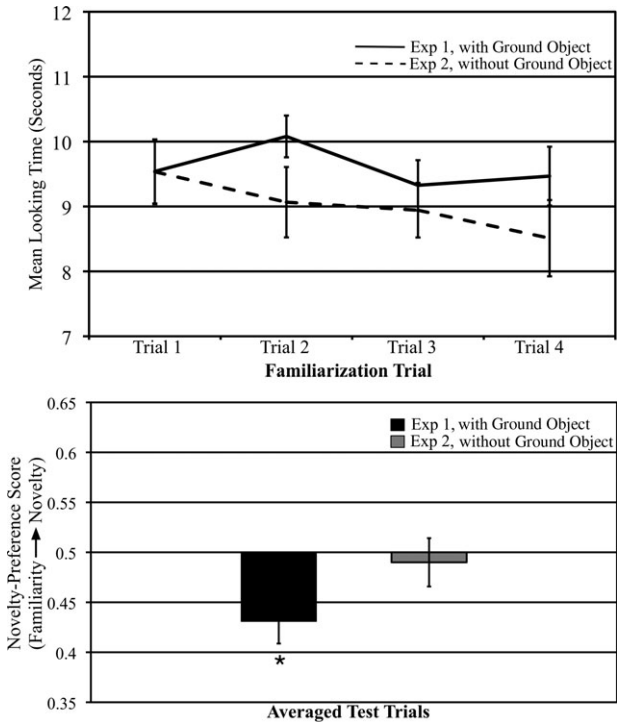 12
11
10
9
8
7
Mean Looking Time (Seconds)
Exp 1, with Ground Object
Exp 2, without Ground Object
Trial 1 Trial 2 Trial 3 Trial 4
Familiarization Trial
0.65
0.6
0.55
0.5
0.45
0.4
0.35
Novelty-Preference Score
(Familiarity → Novelty)
Exp 1, with Ground Object
Exp 2, without Ground Object
*
Averaged Test Trials